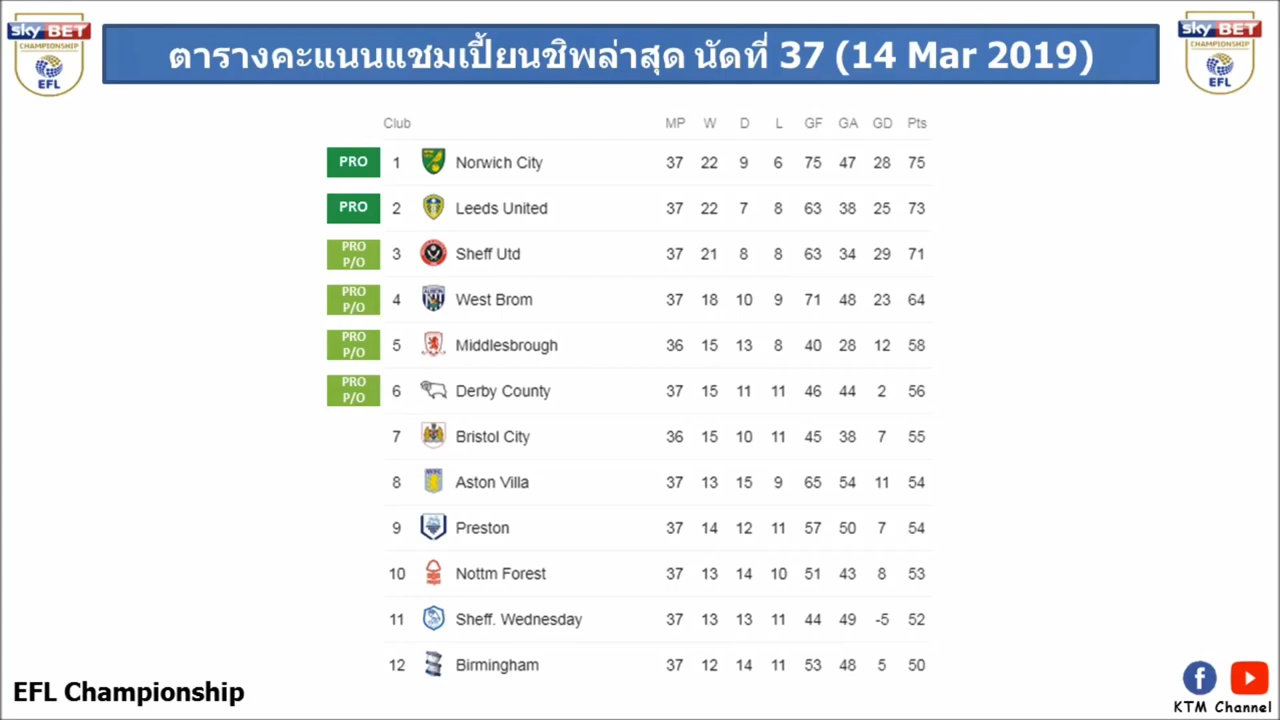 sky BET
CHAMPIONSHIP
EFL
ตารางคะแนนแชมเปี้ยนชิพล่าสุด นัดที่ 37 (14 Mar 2019)
sky BET
CHAMPIONSHIP
EFL
Club MP W D L GF GA GD Pts
PRO 1 Norwich City 37 22 9 6 75 47 28 75
PRO 2 Leeds United 37 22 7 8 63 38 25 73
PRO P/O 3 Sheff Utd 37 21 8 8 63 34 29 71
PRO P/O 4 West Brom 37 18 10 9 71 48 23 64
PRO P/O 5 Middlesbrough 36 15 13 8 40 28 12 58
PRO P/O 6 Derby County 37 15 11 11 46 44 2 56
7 Bristol City 36 15 10 11 45 38 7 55
8 Aston Villa 37 13 15 9 65 54 11 54
9 Preston 37 14 12 11 57 50 7 54
10 Nottm Forest 37 13 14 10 51 43 8 53
11 Sheff. Wednesday 37 13 13 11 44 49 -5 52
12 Birmingham 37 12 14 11 53 48 5 50
EFL Championship
KTM Channel